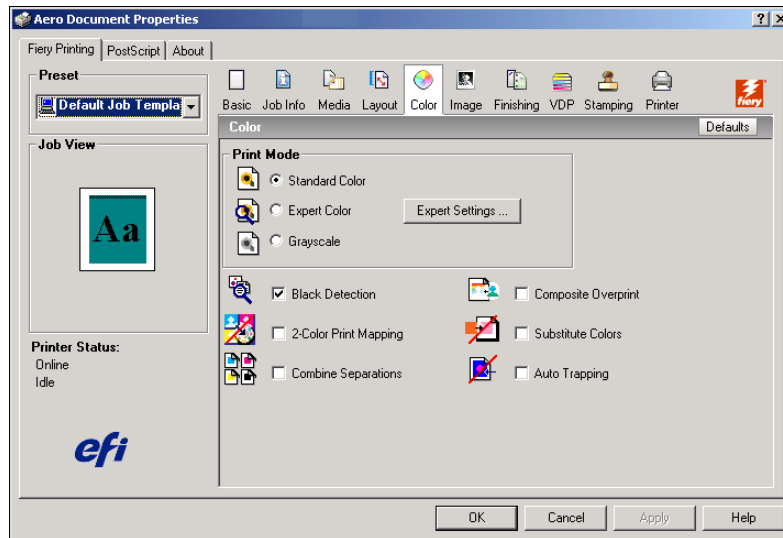 Aero Document Properties
Fiery Printing PostScript About
Preset
Default Job Templa
Basic Job Info Media Layout Color Image Finishing VDP Stamping Printer
fiery
Color Defaults
Job View
Aa
Print Mode
Standard Color
Expert Color Expert Settings ...
Grayscale
Black Detection Composite Overprint
2-Color Print Mapping Substitute Colors
Combine Separations Auto Trapping
Printer Status:
Online
Idle
efi
OK Cancel Apply Help